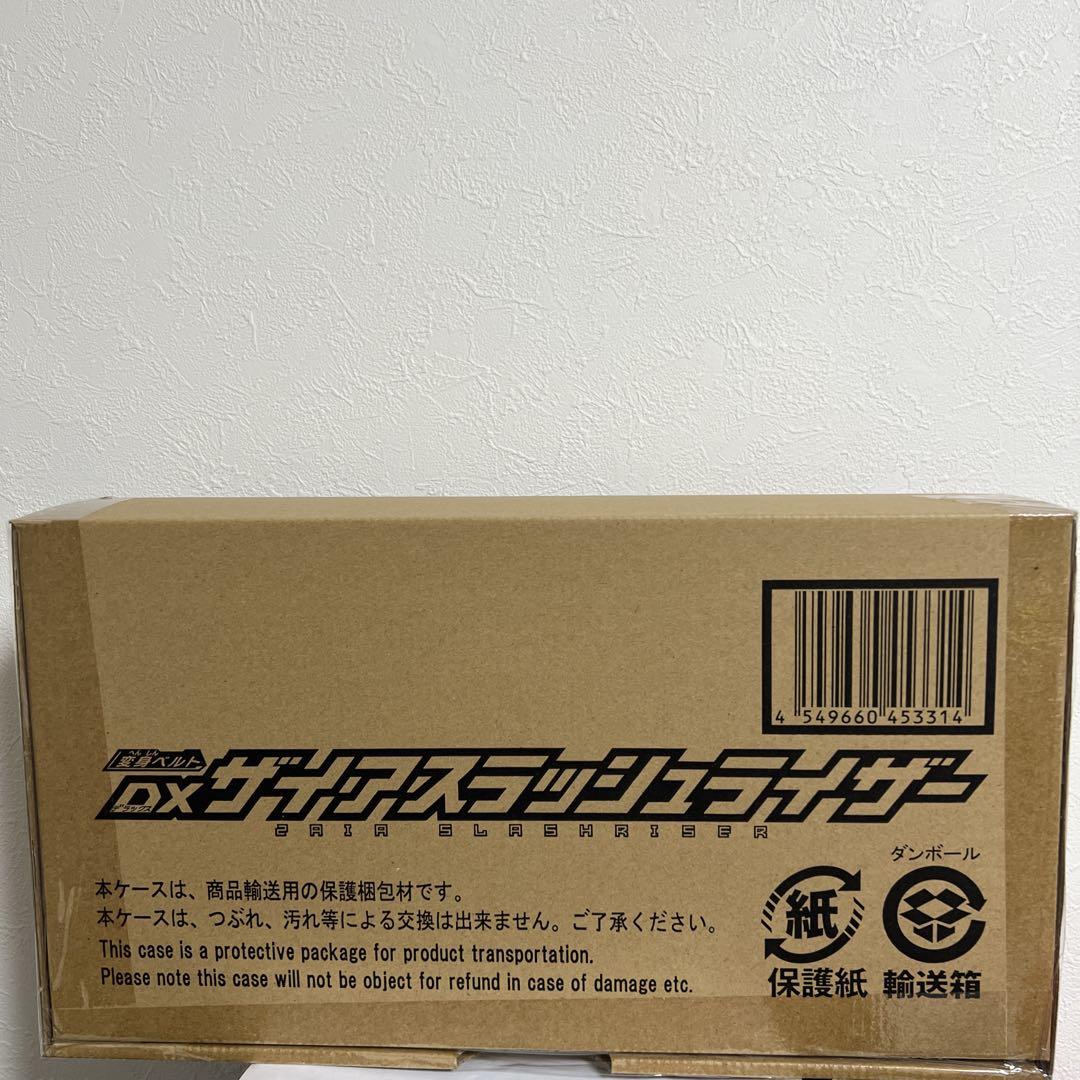 4 549660 453314
へんしん
変身ベルト
DXザイアスラッシュライザー
デラックス
ZAIA SLASHRISER
ダンボール
本ケースは、商品輸送用の保護梱包材です。
本ケースは、つぶれ、汚れ等による交換は出来ません。ご了承ください。
This case is a protective package for product transportation.
Please note this case will not be object for refund in case of damage etc.
紙
保護紙 輸送箱